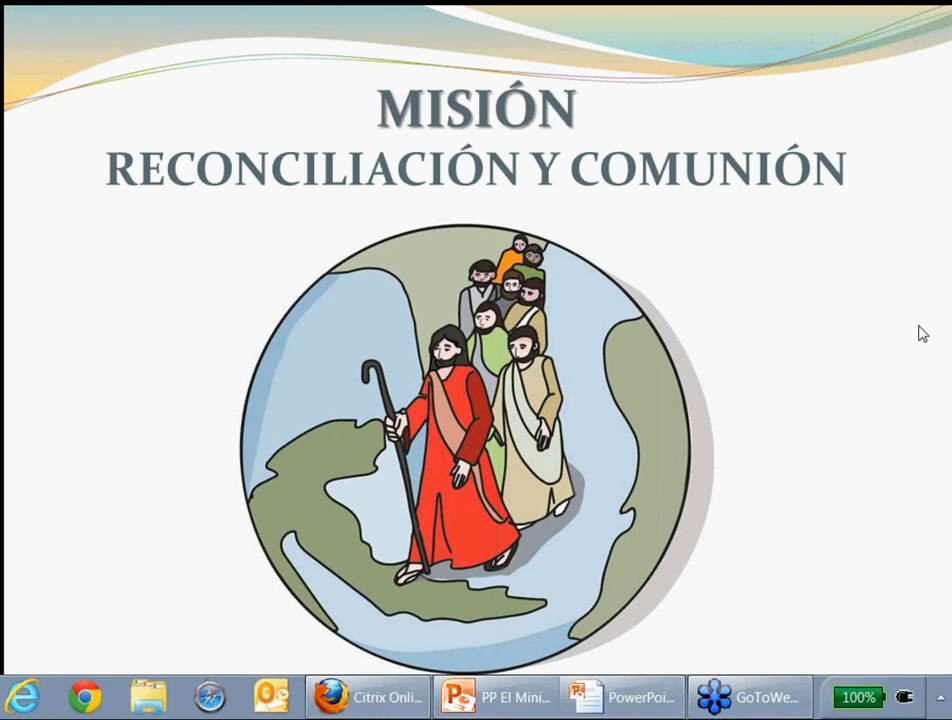 MISIÓN
RECONCILIACIÓN Y COMUNIÓN
Citrix Onli...
PP El Mini...
PowerPoi...
GoToWe...
100%